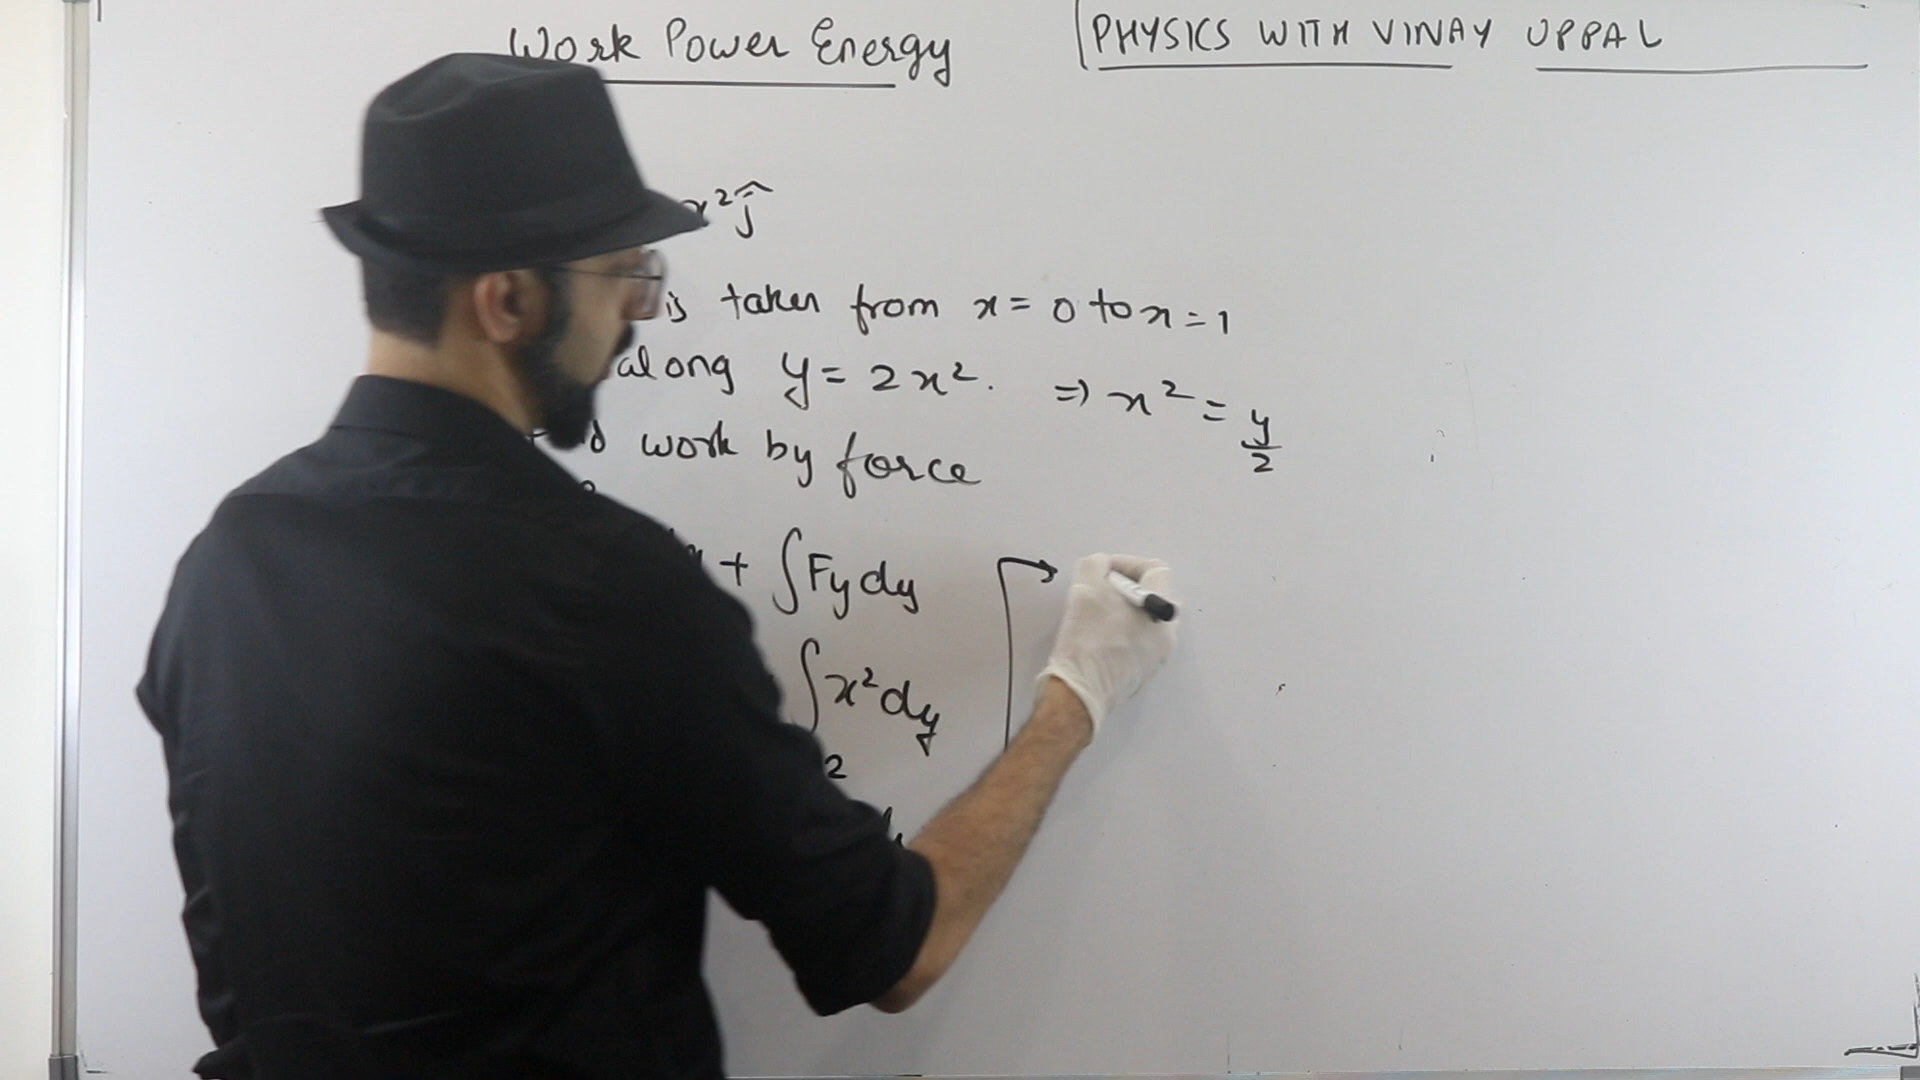 Work Power Energy
PHYSICS WITH VINAY UPPAL
x² ĵ
is taken from x = 0 to x = 1
along y = 2x². ⇒ x² = y/2
work by force
+ ∫Fy dy
∫x² dy
2